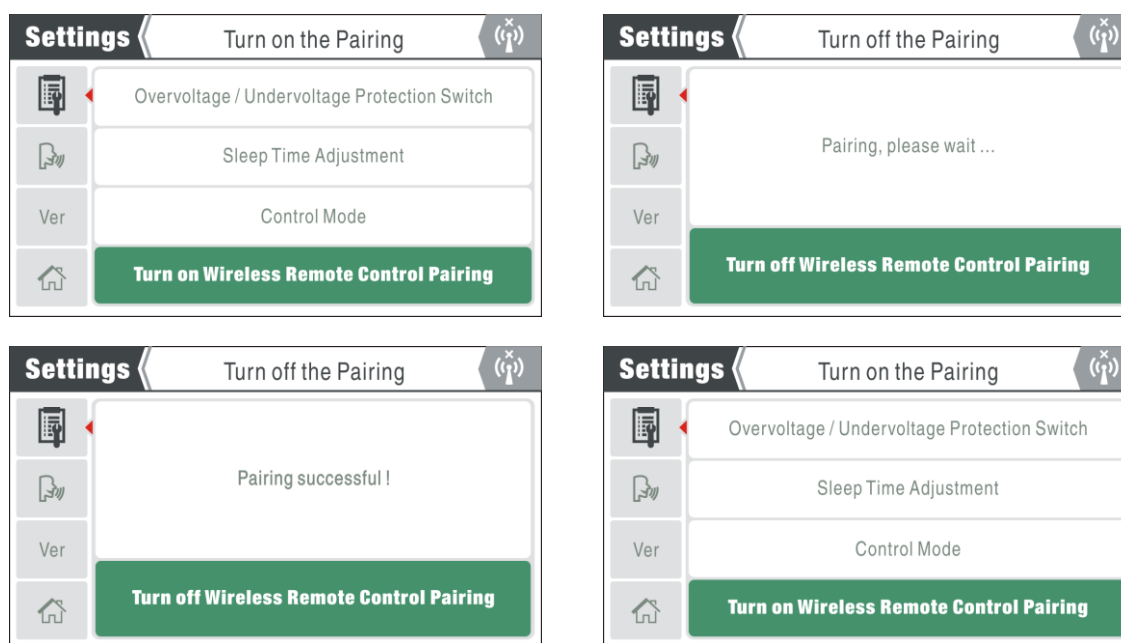 Settings
Turn on the Pairing
Overvoltage / Undervoltage Protection Switch
Sleep Time Adjustment
Ver
Control Mode
Turn on Wireless Remote Control Pairing
Settings
Turn off the Pairing
Pairing, please wait ...
Ver
Turn off Wireless Remote Control Pairing
Settings
Turn off the Pairing
Pairing successful !
Ver
Turn off Wireless Remote Control Pairing
Settings
Turn on the Pairing
Overvoltage / Undervoltage Protection Switch
Sleep Time Adjustment
Ver
Control Mode
Turn on Wireless Remote Control Pairing